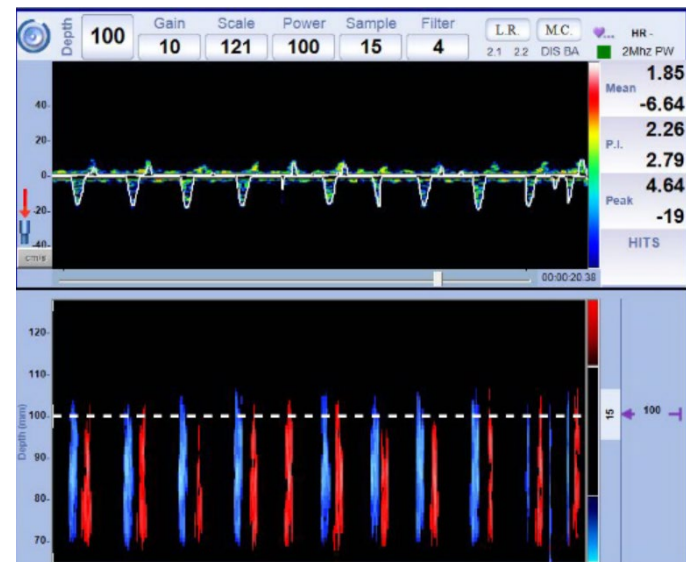 Depth 100 Gain 10 Scale 121 Power 100 Sample 15 Filter 4 L.R. M.C. ... HR -
2.1 2.2 DIS BA 2Mhz PW
40-
20-
0-
-20-
-40-
cm/s
Mean 1.85
-6.64
P.I. 2.26
2.79
Peak 4.64
-19
HITS
00:00:20.38
Depth (mm)
120-
110-
100-
90-
80-
70-
15
100